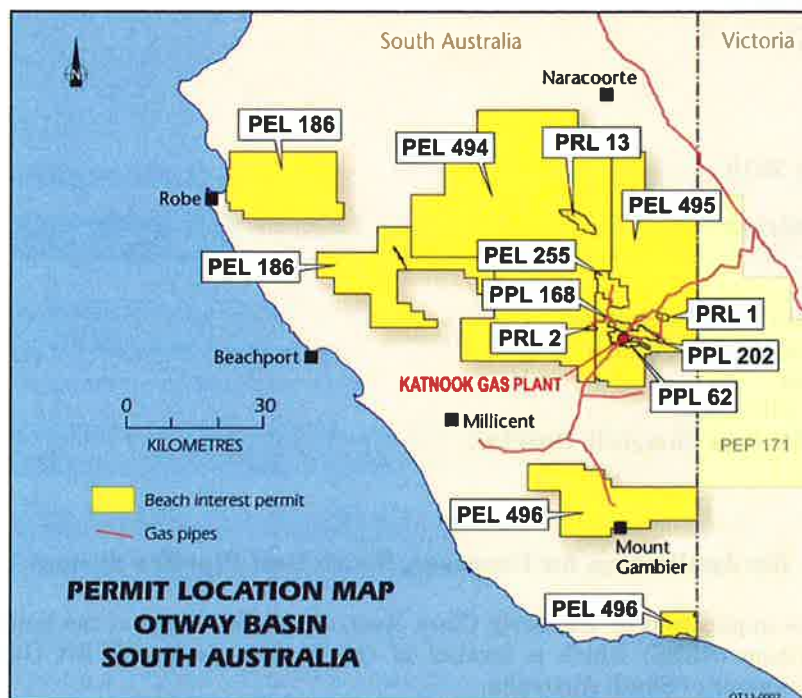 South Australia
Victoria
N
Naracoorte
PEL 186
PEL 494
PRL 13
Robe
PEL 495
PEL 186
PEL 255
PPL 168
PRL 1
PRL 2
PPL 202
Beachport
KATNOOK GAS PLANT
PPL 62
0 30
KILOMETRES
Millicent
PEP 171
Beach interest permit
Gas pipes
PEL 496
Mount
Gambier
PERMIT LOCATION MAP
OTWAY BASIN
SOUTH AUSTRALIA
PEL 496